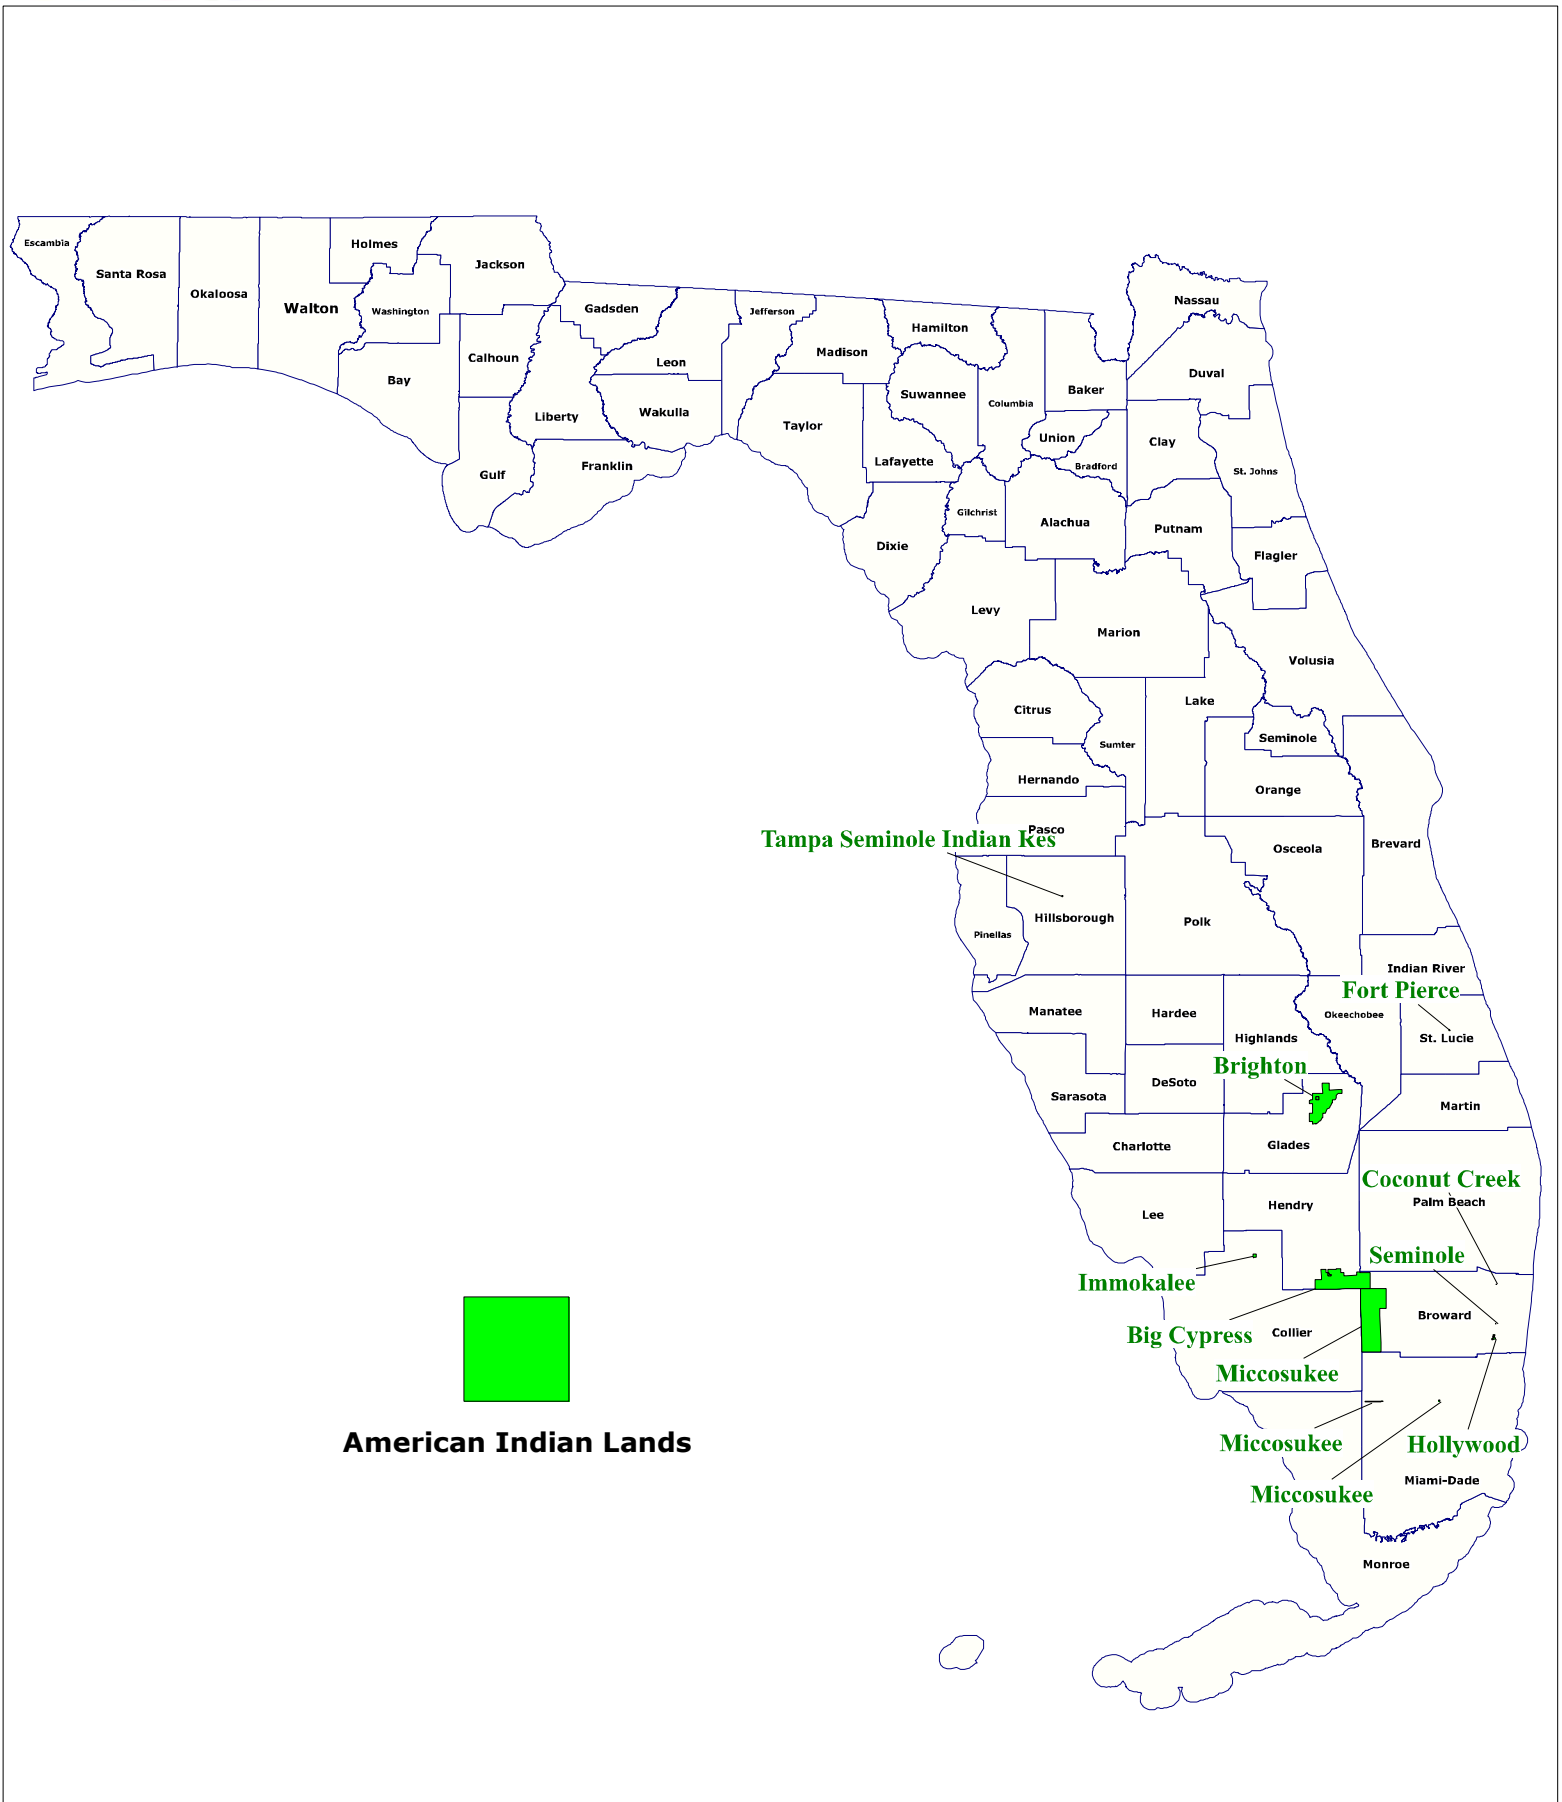 Escambia
Santa Rosa
Okaloosa
Walton
Holmes
Washington
Jackson
Bay
Calhoun
Gulf
Liberty
Gadsden
Franklin
Leon
Wakulla
Jefferson
Madison
Taylor
Hamilton
Suwannee
Lafayette
Columbia
Baker
Union
Bradford
Nassau
Duval
Clay
St. Johns
Gilchrist
Alachua
Putnam
Dixie
Flagler
Levy
Marion
Volusia
Citrus
Lake
Sumter
Seminole
Hernando
Orange
Pasco
Tampa Seminole Indian Res
Osceola
Brevard
Hillsborough
Polk
Pinellas
Indian River
Fort Pierce
Manatee
Hardee
Okeechobee
Highlands
St. Lucie
Brighton
DeSoto
Sarasota
Martin
Charlotte
Glades
Coconut Creek
Palm Beach
Hendry
Lee
Seminole
Immokalee
Broward
Big Cypress
Collier
Miccosukee
Miccosukee
Hollywood
Miami-Dade
Miccosukee
Monroe
American Indian Lands